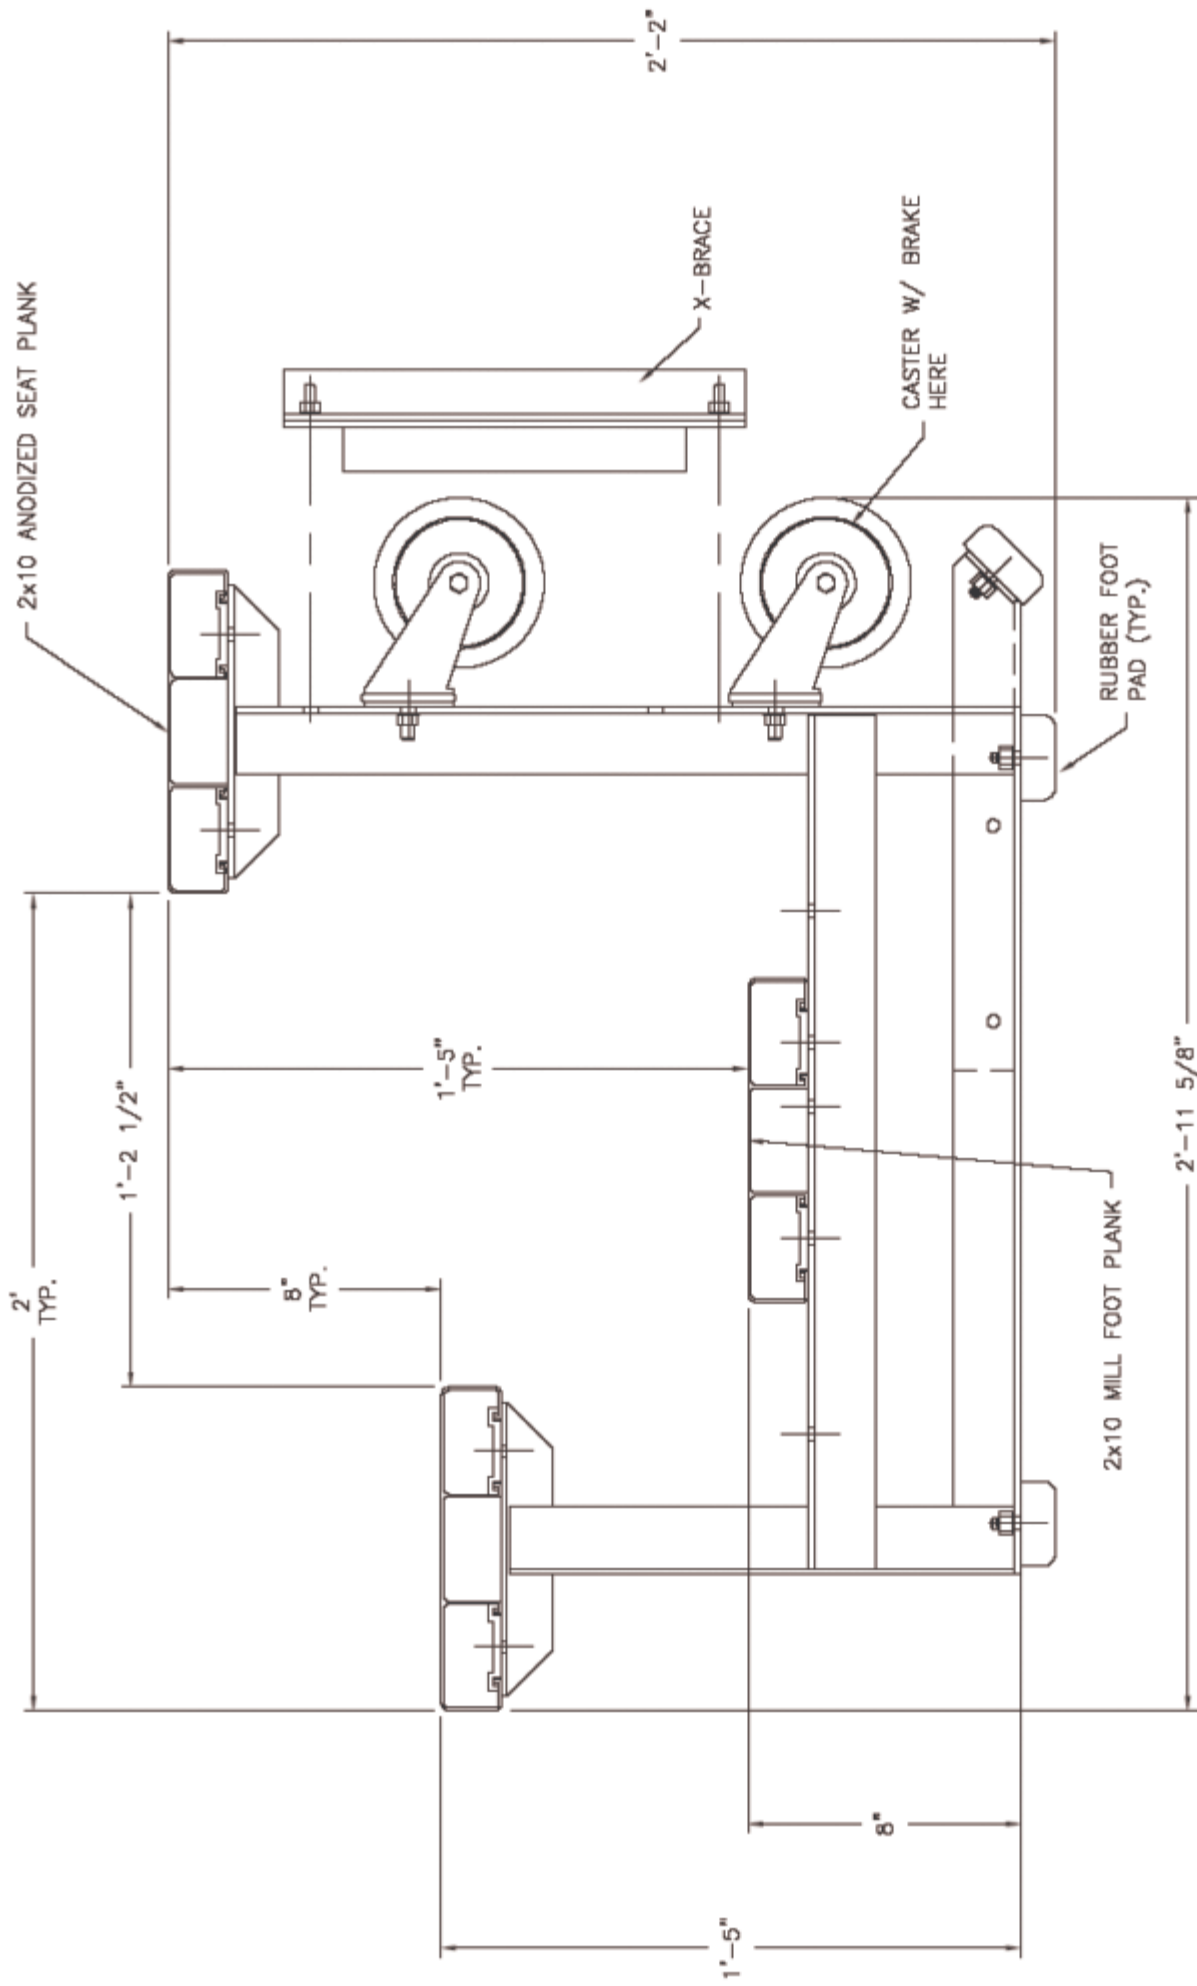 2'
TYP.
1'-2 1/2"
2x10 ANODIZED SEAT PLANK
8"
TYP.
1'-5"
TYP.
2'-2"
X-BRACE
CASTER W/ BRAKE
HERE
RUBBER FOOT
PAD (TYP.)
1'-5"
8"
2x10 MILL FOOT PLANK
2'-11 5/8"